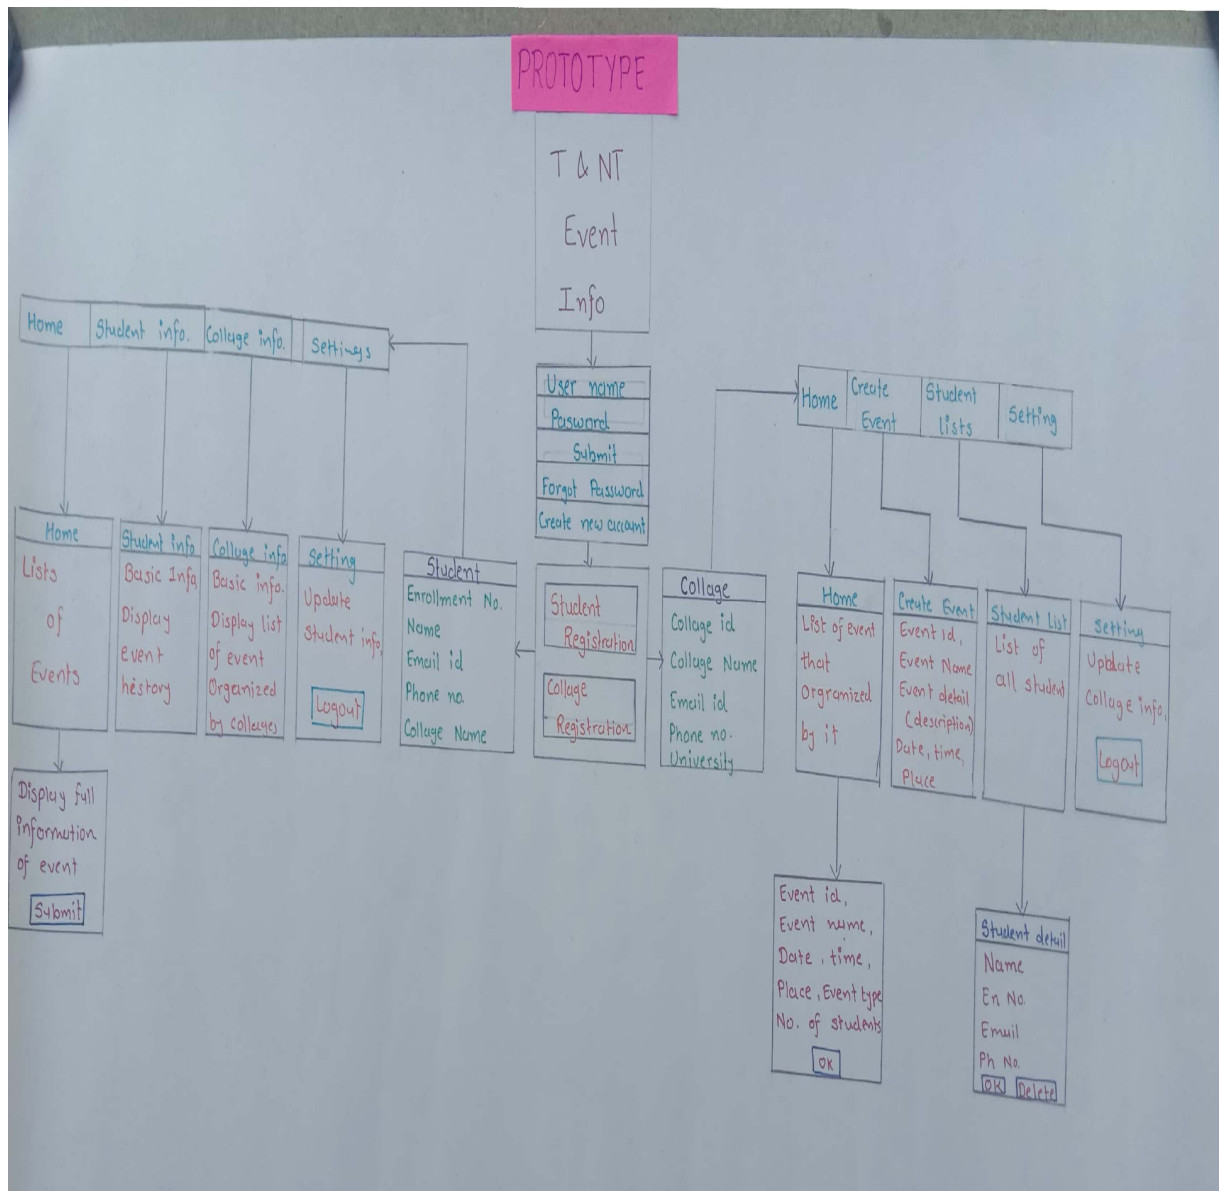 PROTOTYPE
T & NT
Event
Info
Home
Student info.
Collage info.
Settings
User name
Pasword
Submit
Forgot Password
Create new account
Home
Create
Event
Student
lists
Setting
Home
Lists
of
Events
Student info
Basic Info,
Display
event
history
Collage info
Basic info.
Display list
of event
Organized
by collages
Setting
Update
Student info,
Logout
Student
Enrollment No.
Name
Email id
Phone no.
Collage Name
Student
Registration
Collage
Registration
Collage
Collage id
Collage Name
Email id
Phone no.
University
Home
List of event
that
Orgranized
by it
Create Event
Event id,
Event Name
Event detail
(description)
Date, time,
Place
Student List
List of
all student
Setting
Update
Collage info,
Logout
Display full
information
of event
Submit
Event id,
Event name,
Date, time,
Place, Event type
No. of students
OK
Student detail
Name
En No.
Email
Ph No.
OK Delete